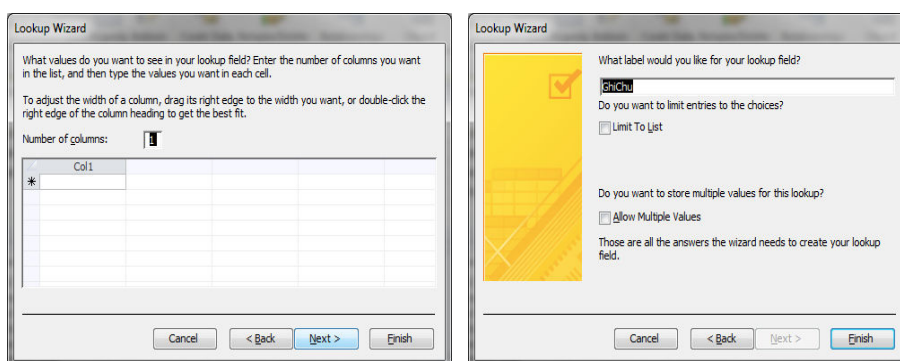 Lookup Wizard
What values do you want to see in your lookup field? Enter the number of columns you want
in the list, and then type the values you want in each cell.
To adjust the width of a column, drag its right edge to the width you want, or double-click the
right edge of the column heading to get the best fit.
Number of columns: 1
Col1
*
Cancel < Back Next > Finish
Lookup Wizard
What label would you like for your lookup field?
GhiChu
Do you want to limit entries to the choices?
Limit To List
Do you want to store multiple values for this lookup?
Allow Multiple Values
Those are all the answers the wizard needs to create your lookup
field.
Cancel < Back Next > Finish